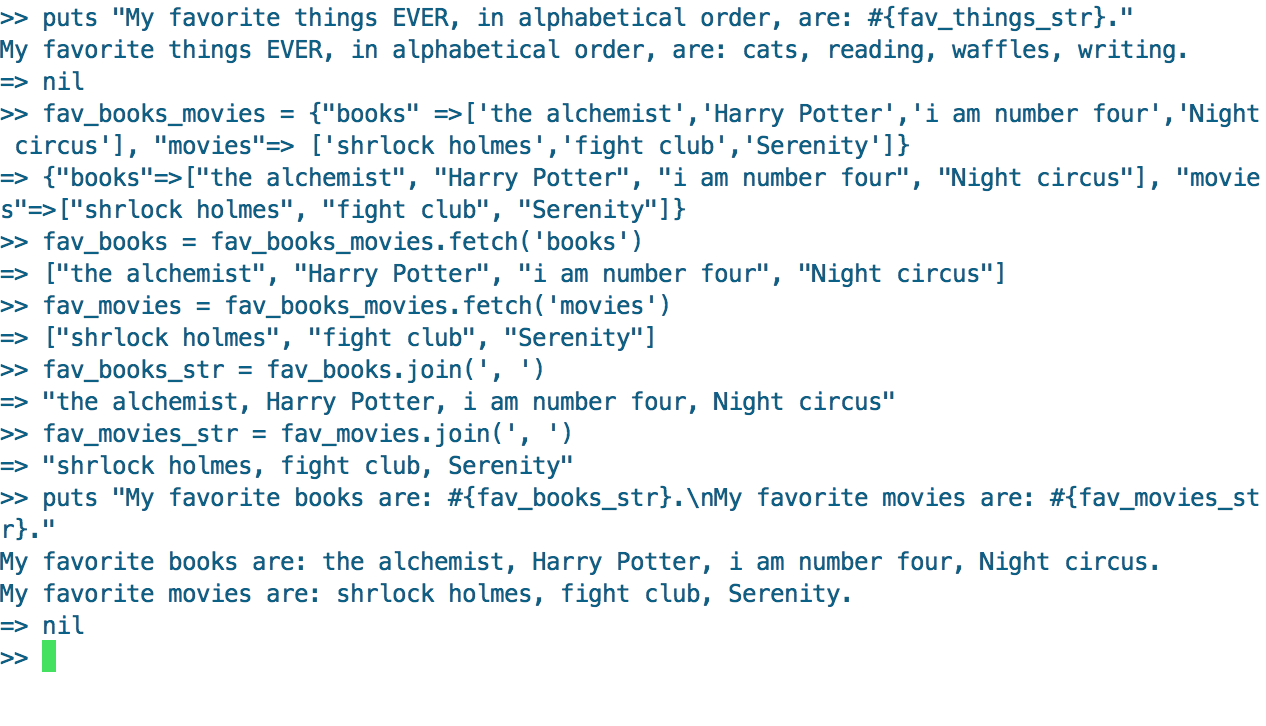 >> puts "My favorite things EVER, in alphabetical order, are: #{fav_things_str}."
My favorite things EVER, in alphabetical order, are: cats, reading, waffles, writing.
=> nil
>> fav_books_movies = {"books" =>['the alchemist','Harry Potter','i am number four','Night
 circus'], "movies"=> ['shrlock holmes','fight club','Serenity']}
=> {"books"=>["the alchemist", "Harry Potter", "i am number four", "Night circus"], "movie
s"=>["shrlock holmes", "fight club", "Serenity"]}
>> fav_books = fav_books_movies.fetch('books')
=> ["the alchemist", "Harry Potter", "i am number four", "Night circus"]
>> fav_movies = fav_books_movies.fetch('movies')
=> ["shrlock holmes", "fight club", "Serenity"]
>> fav_books_str = fav_books.join(', ')
=> "the alchemist, Harry Potter, i am number four, Night circus"
>> fav_movies_str = fav_movies.join(', ')
=> "shrlock holmes, fight club, Serenity"
>> puts "My favorite books are: #{fav_books_str}.\nMy favorite movies are: #{fav_movies_st
r}."
My favorite books are: the alchemist, Harry Potter, i am number four, Night circus.
My favorite movies are: shrlock holmes, fight club, Serenity.
=> nil
>>